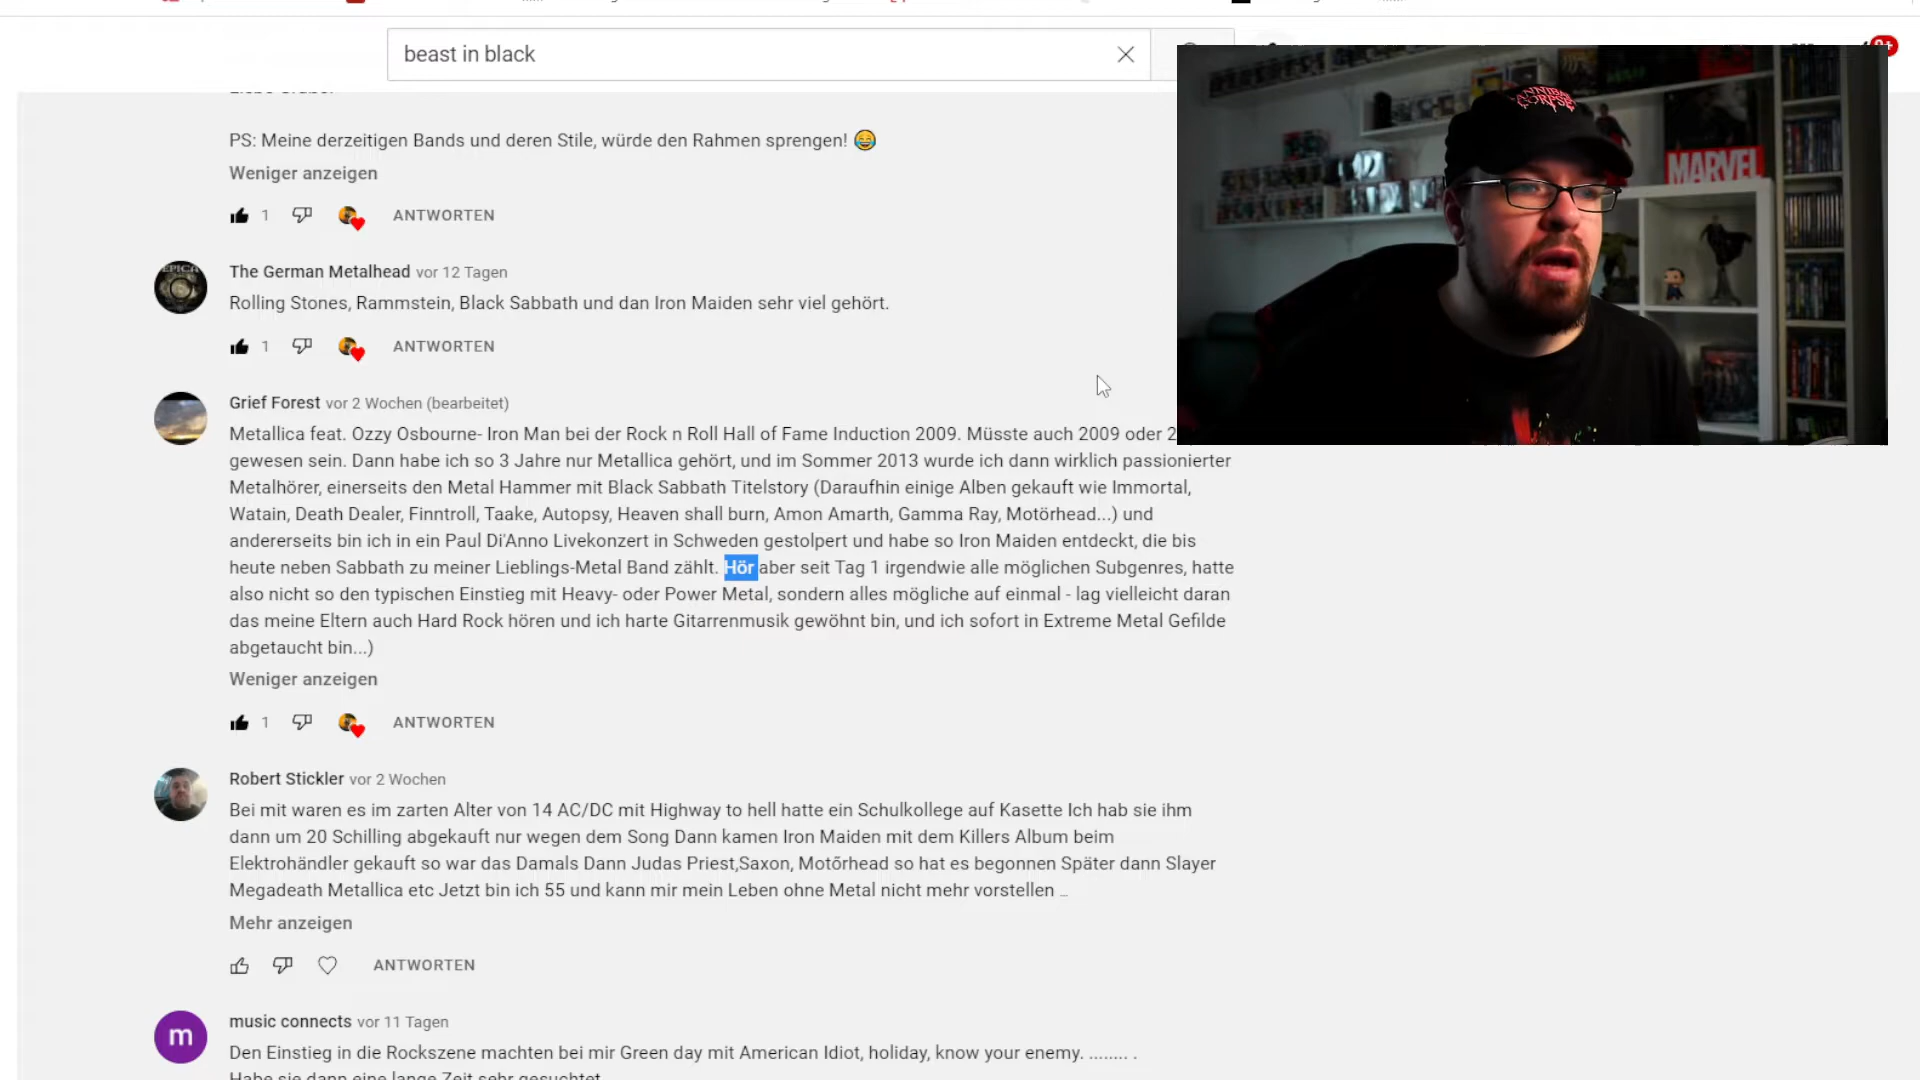 beast in black
9+
PS: Meine derzeitigen Bands und deren Stile, würde den Rahmen sprengen! 😂
Weniger anzeigen
1 ANTWORTEN
The German Metalhead vor 12 Tagen
Rolling Stones, Rammstein, Black Sabbath und dan Iron Maiden sehr viel gehört.
1 ANTWORTEN
Grief Forest vor 2 Wochen (bearbeitet)
Metallica feat. Ozzy Osbourne- Iron Man bei der Rock n Roll Hall of Fame Induction 2009. Müsste auch 2009 oder 2
gewesen sein. Dann habe ich so 3 Jahre nur Metallica gehört, und im Sommer 2013 wurde ich dann wirklich passionierter
Metalhörer, einerseits den Metal Hammer mit Black Sabbath Titelstory (Daraufhin einige Alben gekauft wie Immortal,
Watain, Death Dealer, Finntroll, Taake, Autopsy, Heaven shall burn, Amon Amarth, Gamma Ray, Motörhead...) und
andererseits bin ich in ein Paul Di'Anno Livekonzert in Schweden gestolpert und habe so Iron Maiden entdeckt, die bis
heute neben Sabbath zu meiner Lieblings-Metal Band zählt. Hör aber seit Tag 1 irgendwie alle möglichen Subgenres, hatte
also nicht so den typischen Einstieg mit Heavy- oder Power Metal, sondern alles mögliche auf einmal - lag vielleicht daran
das meine Eltern auch Hard Rock hören und ich harte Gitarrenmusik gewöhnt bin, und ich sofort in Extreme Metal Gefilde
abgetaucht bin...)
Weniger anzeigen
1 ANTWORTEN
Robert Stickler vor 2 Wochen
Bei mit waren es im zarten Alter von 14 AC/DC mit Highway to hell hatte ein Schulkollege auf Kasette Ich hab sie ihm
dann um 20 Schilling abgekauft nur wegen dem Song Dann kamen Iron Maiden mit dem Killers Album beim
Elektrohändler gekauft so war das Damals Dann Judas Priest,Saxon, Motőrhead so hat es begonnen Später dann Slayer
Megadeath Metallica etc Jetzt bin ich 55 und kann mir mein Leben ohne Metal nicht mehr vorstellen ..
Mehr anzeigen
ANTWORTEN
m
music connects vor 11 Tagen
Den Einstieg in die Rockszene machten bei mir Green day mit American Idiot, holiday, know your enemy. ........ .
Habe sie dann eine lange Zeit sehr gesuchtet
EPICA
CANNIBAL
CORPSE
MARVEL